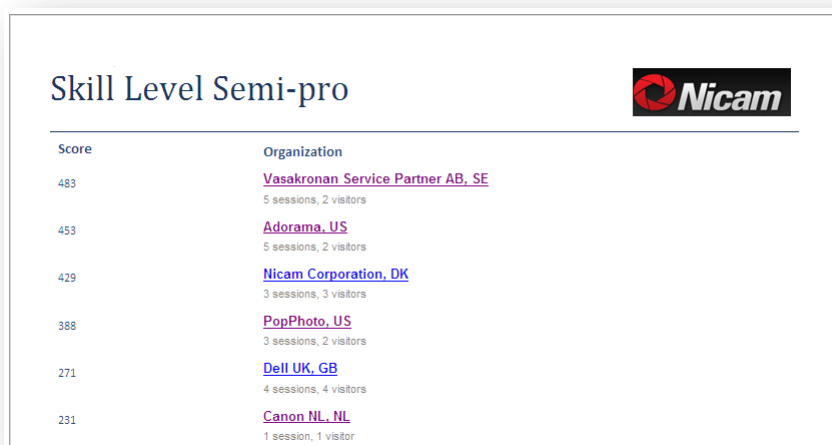 Skill Level Semi-pro
Nicam
Score Organization
483 Vasakronan Service Partner AB, SE
5 sessions, 2 visitors
453 Adorama, US
5 sessions, 2 visitors
429 Nicam Corporation, DK
3 sessions, 3 visitors
388 PopPhoto, US
3 sessions, 2 visitors
271 Dell UK, GB
4 sessions, 4 visitors
231 Canon NL, NL
1 session, 1 visitor